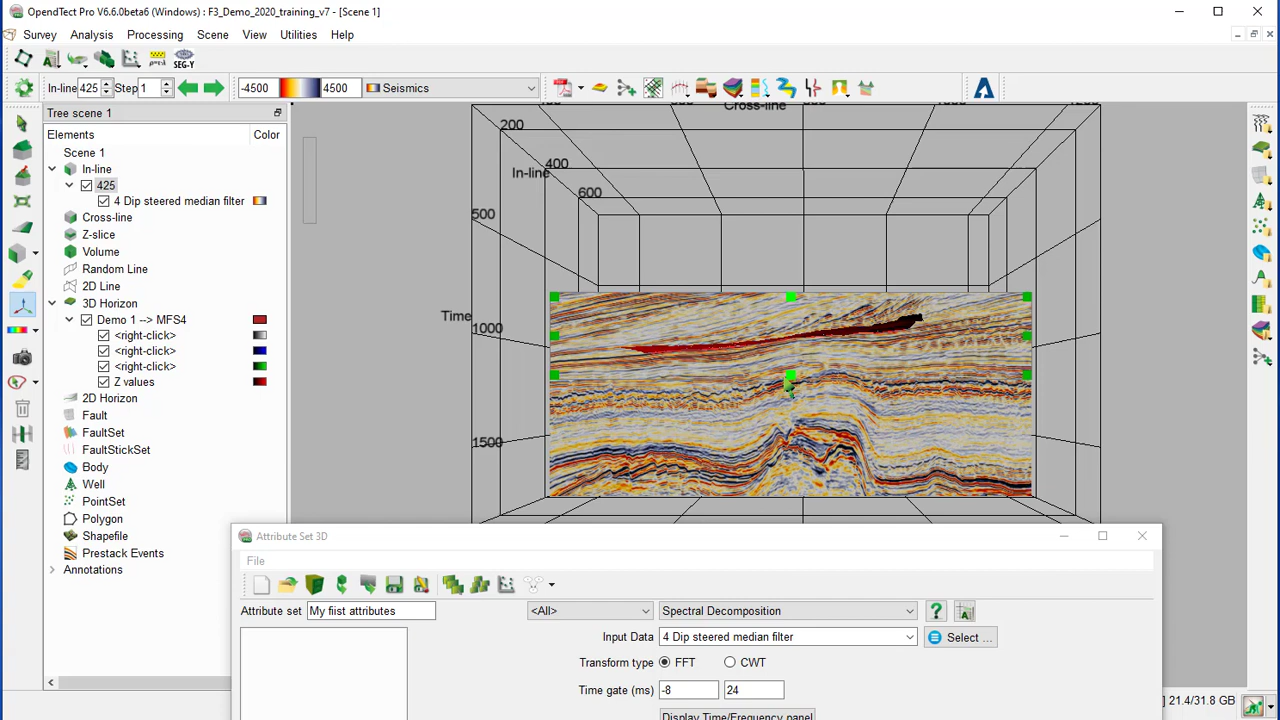 OpendTect Pro V6.6.0beta6 (Windows) : F3_Demo_2020_training_v7 - [Scene 1]
Survey Analysis Processing Scene View Utilities Help
SEG-Y
In-line 425 Step 1 -4500 4500 Seismics
Tree scene 1
Elements Color
Scene 1
In-line
425
4 Dip steered median filter
Cross-line
Z-slice
Volume
Random Line
2D Line
3D Horizon
Demo 1 --> MFS4
<right-click>
<right-click>
<right-click>
Z values
2D Horizon
Fault
FaultSet
FaultStickSet
Body
Well
PointSet
Polygon
Shapefile
Prestack Events
Annotations
Cross-line
200
400
In-line
600
500
Time
1000
1500
Attribute Set 3D
File
Attribute set My fiist attributes <All> Spectral Decomposition
Input Data 4 Dip steered median filter Select ...
Transform type FFT CWT
Time gate (ms) -8 24
Display Time/Frequency panel
21.4/31.8 GB